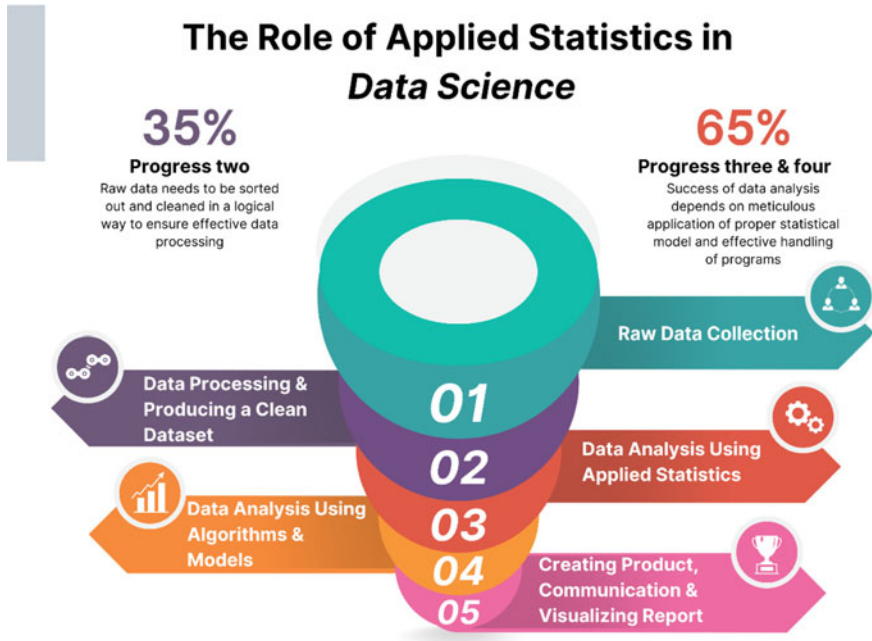 The Role of Applied Statistics in
Data Science
35%
Progress two
Raw data needs to be sorted
out and cleaned in a logical
way to ensure effective data
processing
65%
Progress three & four
Success of data analysis
depends on meticulous
application of proper statistical
model and effective handling
of programs
Raw Data Collection
01
Data Processing &
Producing a Clean
Dataset
02
Data Analysis Using
Applied Statistics
03
Data Analysis Using
Algorithms &
Models
04
Creating Product,
Communication &
Visualizing Report
05